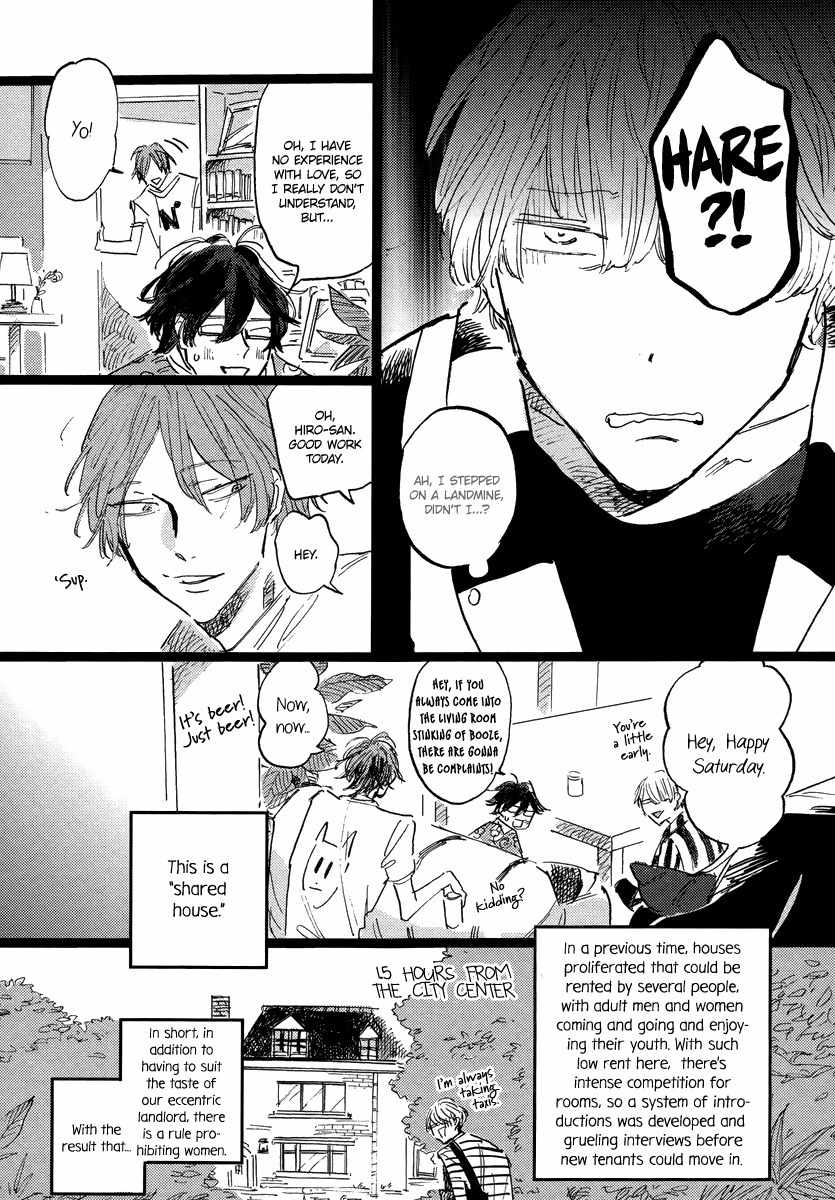 HARE
?!
AH, I STEPPED
ON A LANDMINE,
DIDN'T I...?
OH, I HAVE
NO EXPERIENCE
WITH LOVE, SO
I REALLY DON'T
UNDERSTAND,
BUT...
YO!
W
OH,
HIRO-SAN.
GOOD WORK
TODAY.
HEY.
'Sup.
Hey, Happy
Saturday.
You're
a little
early.
HEY, IF YOU
ALWAYS COME INTO
THE LIVING ROOM
STINKING OF BOOZE,
THERE ARE GONNA
BE COMPLAINTS!
Now,
now..
It's beer!
Just beer!
No
kidding?
This is a
"shared
house."
In a previous time, houses
proliferated that could be
rented by several people,
with adult men and women
coming and going and enjoy-
ing their youth. With such
low rent here,  there's
intense competition for
rooms, so a system of intro-
ductions was developed and
grueling interviews before
new tenants could move in.
1.5 HOURS FROM
THE CITY CENTER
I'm always
taking
taxis.
In short, in
addition to
having to suit
the taste of
our eccentric
landlord, there
is a rule pro-
hibiting women.
With the
result that...